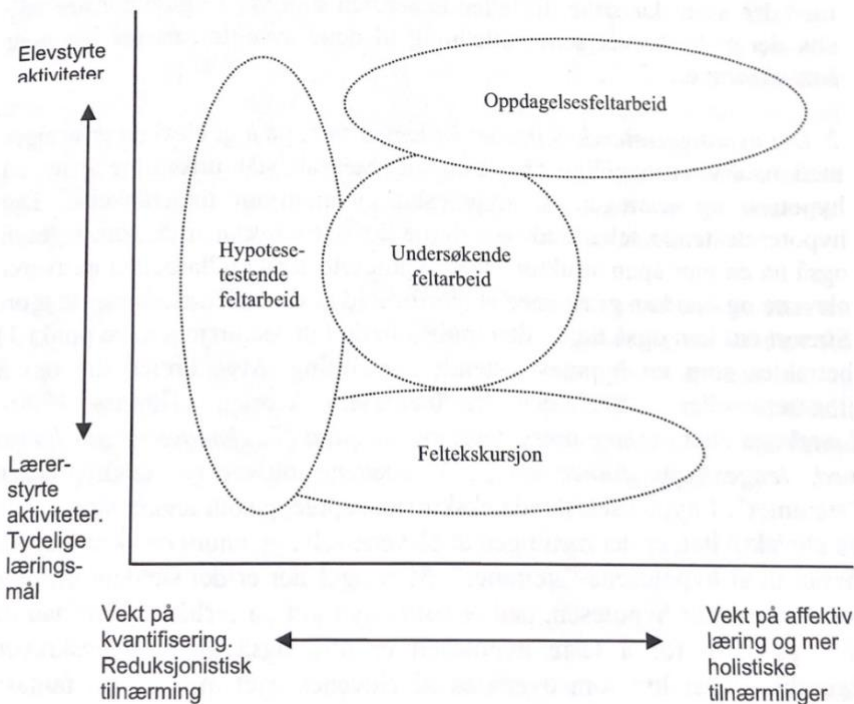 Elevstyrte
aktiviteter
Oppdagelsesfeltarbeid
Hypotese-
testende
feltarbeid
Undersøkende
feltarbeid
Feltekskursjon
Lærer-
styrte
aktiviteter.
Tydelige
lærings-
mål
Vekt på
kvantifisering.
Reduksjonistisk
tilnærming
Vekt på affektiv
læring og mer
holistiske
tilnærminger